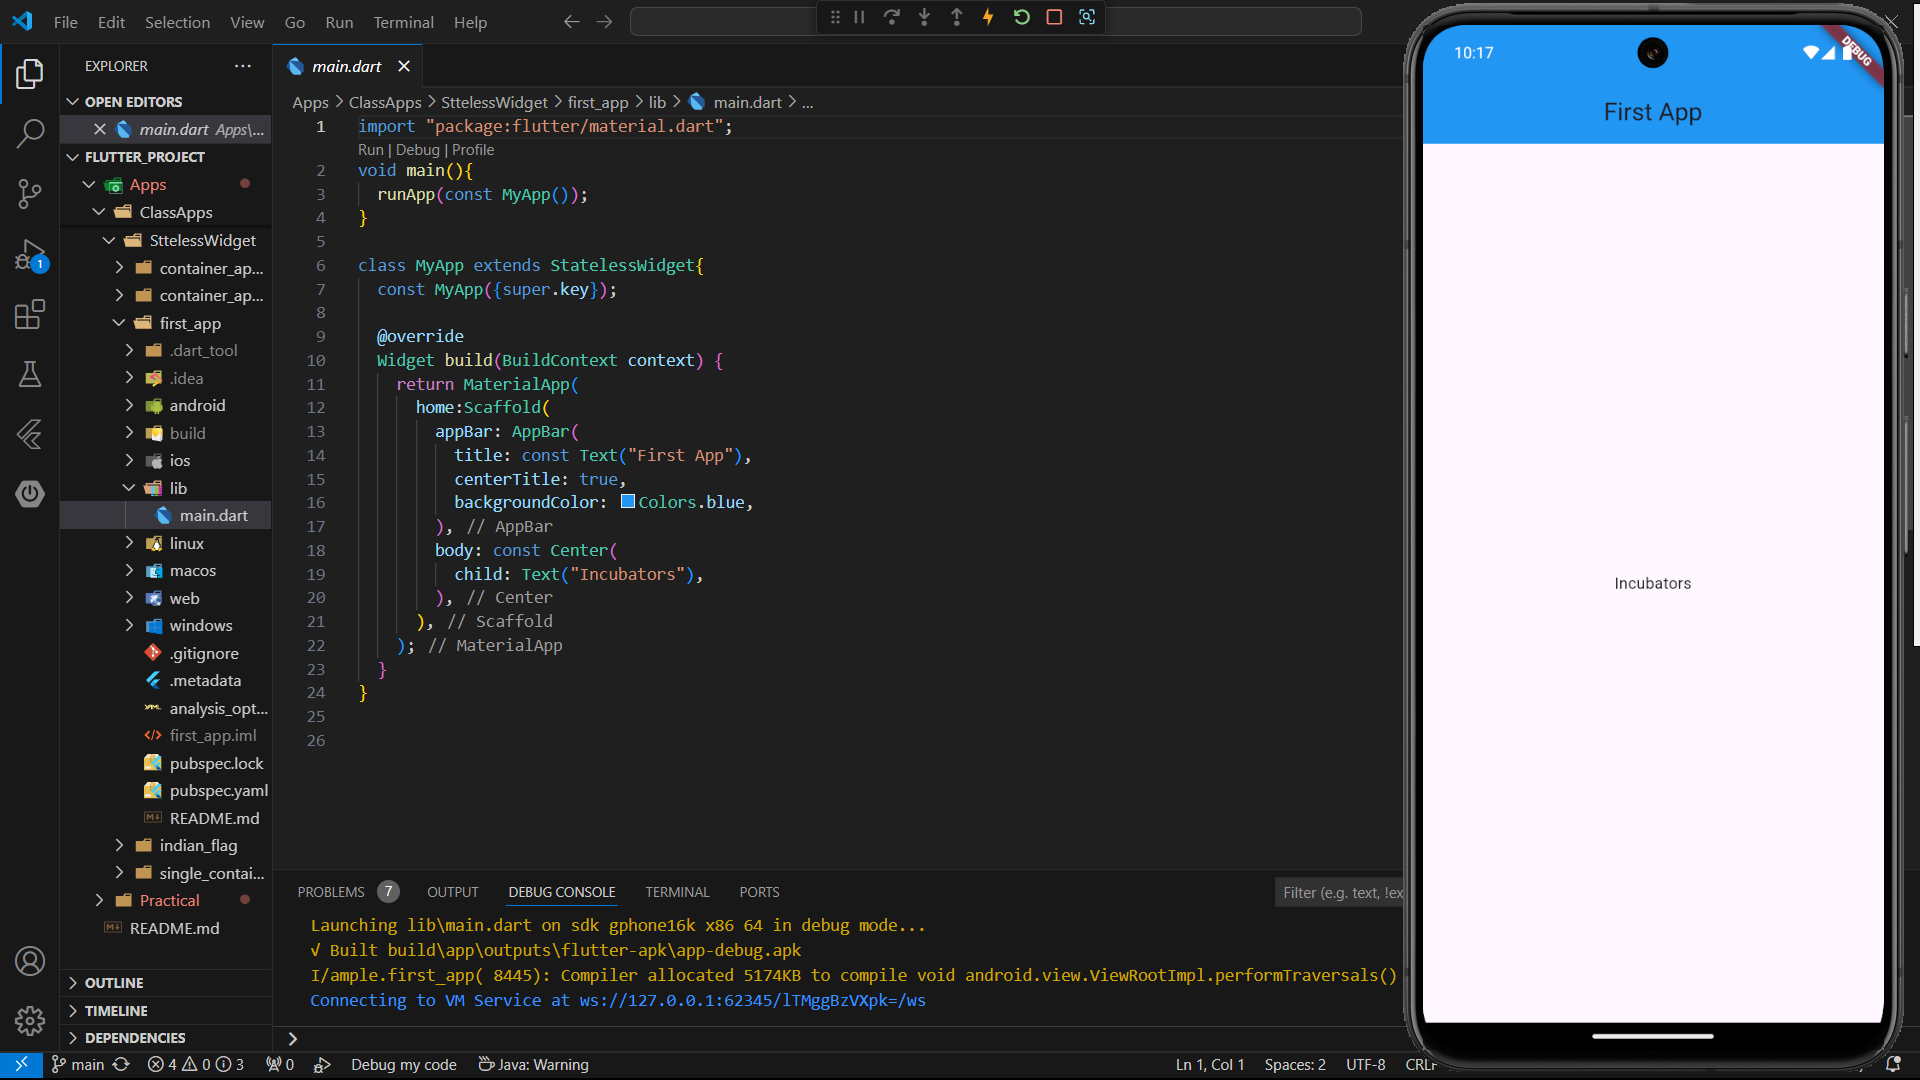 File Edit Selection View Go Run Terminal Help
EXPLORER
OPEN EDITORS
main.dart Apps\...
FLUTTER_PROJECT
Apps
ClassApps
SttelessWidget
container_ap...
container_ap...
first_app
.dart_tool
.idea
android
build
ios
lib
main.dart
linux
macos
web
windows
.gitignore
.metadata
analysis_opt...
first_app.iml
pubspec.lock
pubspec.yaml
README.md
indian_flag
single_contai...
Practical
README.md
OUTLINE
TIMELINE
DEPENDENCIES
1
main.dart
Apps > ClassApps > SttelessWidget > first_app > lib > main.dart > ...
1 import "package:flutter/material.dart";
Run | Debug | Profile
2 void main(){
3 runApp(const MyApp());
4 }
5
6 class MyApp extends StatelessWidget{
7 const MyApp({super.key});
8
9 @override
10 Widget build(BuildContext context) {
11 return MaterialApp(
12 home:Scaffold(
13 appBar: AppBar(
14 title: const Text("First App"),
15 centerTitle: true,
16 backgroundColor: Colors.blue,
17 ), // AppBar
18 body: const Center(
19 child: Text("Incubators"),
20 ), // Center
21 ), // Scaffold
22 ); // MaterialApp
23 }
24 }
25
26
PROBLEMS 7 OUTPUT DEBUG CONSOLE TERMINAL PORTS
Filter (e.g. text, !ex
Launching lib\main.dart on sdk gphone16k x86 64 in debug mode...
√ Built build\app\outputs\flutter-apk\app-debug.apk
I/ample.first_app( 8445): Compiler allocated 5174KB to compile void android.view.ViewRootImpl.performTraversals()
Connecting to VM Service at ws://127.0.0.1:62345/lTMggBzVXpk=/ws
main 4 0 3 0 Debug my code Java: Warning
Ln 1, Col 1 Spaces: 2 UTF-8 CRLF
10:17
DEBUG
First App
Incubators